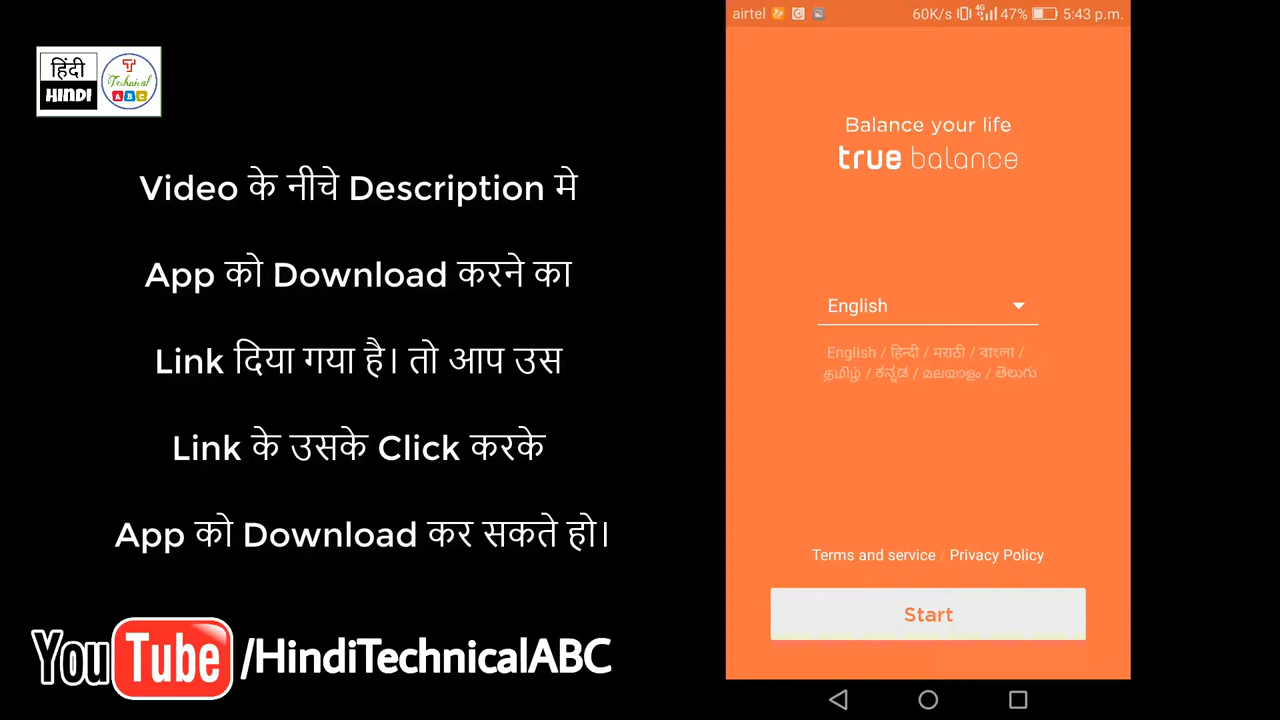 हिंदी
HINDI
T
Technical
ABC
Video के नीचे Description मे
App को Download करने का
Link दिया गया है। तो आप उस
Link के उसके Click करके
App को Download कर सकते हो।
YouTube/HindiTechnicalABC
airtel 60K/s 4G 47% 5:43 p.m.
Balance your life
true balance
English
English / हिन्दी / मराठी / বাংলা /
தமிழ் / ಕನ್ನಡ / മലയാളം / తెలుగు
Terms and service / Privacy Policy
Start